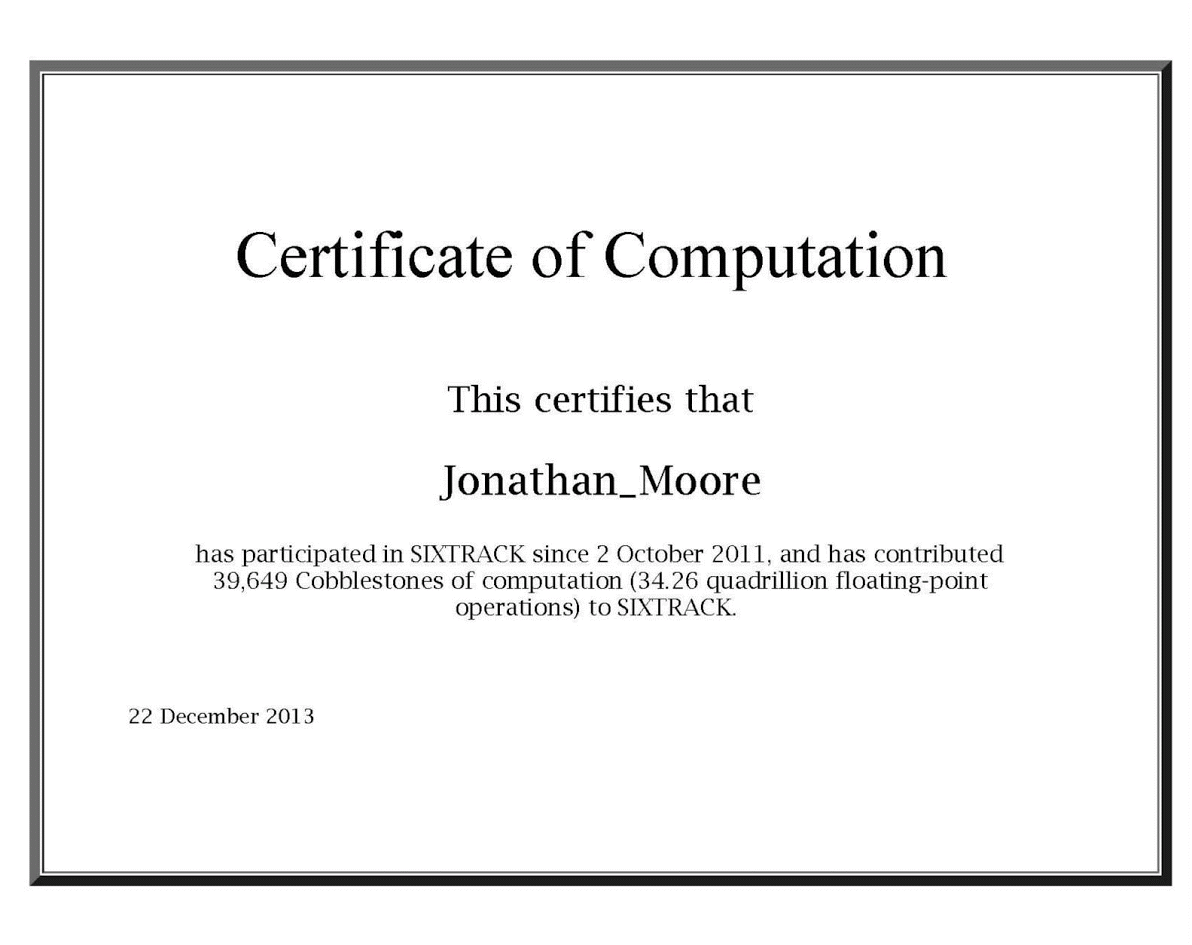 Certificate of Computation
This certifies that
Jonathan_Moore
has participated in SIXTRACK since 2 October 2011, and has contributed
39,649 Cobblestones of computation (34.26 quadrillion floating-point
operations) to SIXTRACK.
22 December 2013